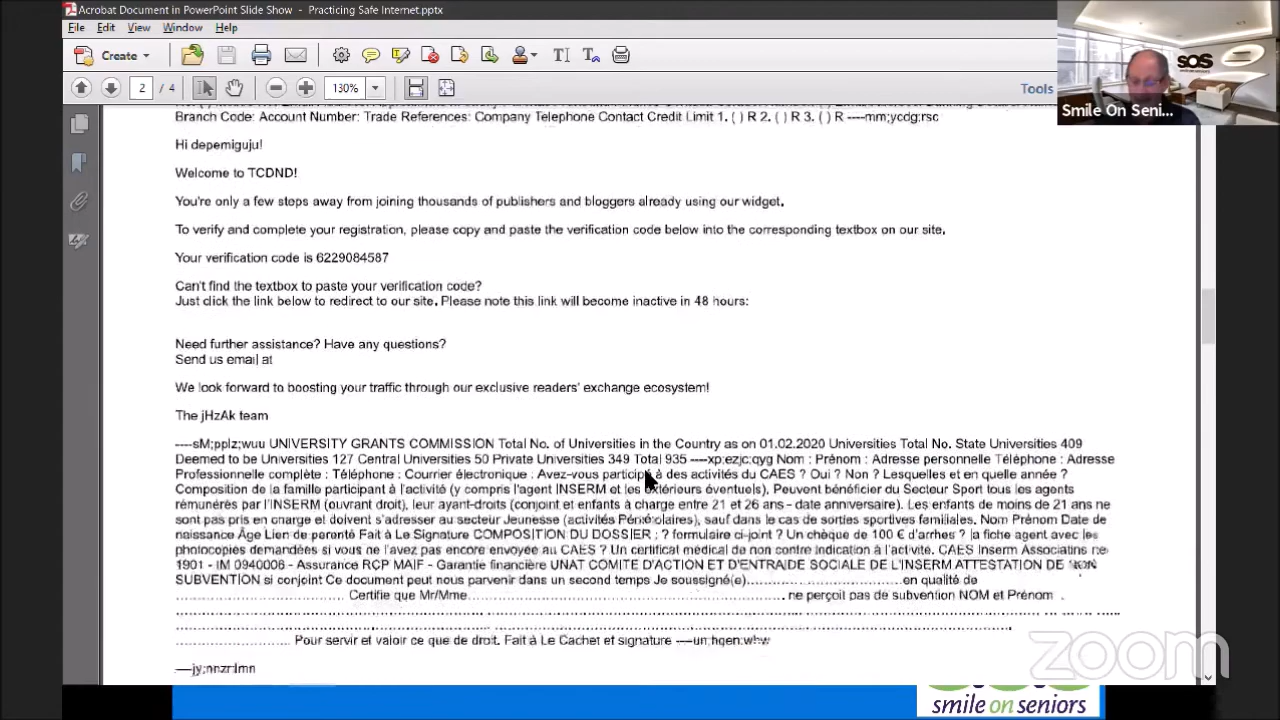 Acrobat Document in PowerPoint Slide Show - Practicing Safe Internet.pptx
File Edit View Window Help
Create
2 / 4 130% Tools
SOS
Smile On Seni...
Branch Code: Account Number: Trade References: Company Telephone Contact Credit Limit 1. ( ) R 2. ( ) R 3. ( ) R ----mm;ycdg;rsc
Hi depemiguju!
Welcome to TCDND!
You're only a few steps away from joining thousands of publishers and bloggers already using our widget.
To verify and complete your registration, please copy and paste the verification code below into the corresponding textbox on our site.
Your verification code is 6229084587
Can't find the textbox to paste your verification code?
Just click the link below to redirect to our site. Please note this link will become inactive in 48 hours:
Need further assistance? Have any questions?
Send us email at
We look forward to boosting your traffic through our exclusive readers' exchange ecosystem!
The jHzAk team
----sM;pplz;wuu UNIVERSITY GRANTS COMMISSION Total No. of Universities in the Country as on 01.02.2020 Universities Total No. State Universities 409
Deemed to be Universities 127 Central Universities 50 Private Universities 349 Total 935 ----xp;ezjc;qyg Nom : Prénom : Adresse personnelle Téléphone : Adresse
Professionnelle complète : Téléphone : Courrier électronique : Avez-vous participé à des activités du CAES ? Oui ? Non ? Lesquelles et en quelle année ?
Composition de la famille participant à l'activité (y compris l'agent INSERM et les extérieurs éventuels). Peuvent bénéficier du Secteur Sport tous les agents
rémunérés par l'INSERM (ouvrant droit), leur ayant-droits (conjoint et enfants à charge entre 21 et 26 ans - date anniversaire). Les enfants de moins de 21 ans ne
sont pas pris en charge et doivent s'adresser au secteur Jeunesse (activités Périscolaires), sauf dans le cas de sorties sportives familiales. Nom Prénom Date de
naissance Âge Lien de parenté Fait à Le Signature COMPOSITION DU DOSSIER : ? formulaire ci-joint ? Un chèque de 100 € d'arrhes ? la fiche agent avec les
photocopies demandées si vous ne l'avez pas encore envoyée au CAES ? Un certificat médical de non contre indication à l'activité. CAES Inserm Associatins
1901 - IM 0940006 - Assurance RCP MAIF - Garantie financière UNAT COMITE D'ACTION ET D'ENTRAIDE SOCIALE DE L'INSERM ATTESTATION DE NON
SUBVENTION si conjoint Ce document peut nous parvenir dans un second temps Je soussigné(e)........................................en qualité de
........................................... Certifie que Mr/Mme................................................................................ ne perçoit pas de subvention NOM et Prénom .
............................. Pour servir et valoir ce que de droit. Fait à Le Cachet et signature ----un;hqen;whw
----jy;nnzr;lmn
zoom
smile on seniors